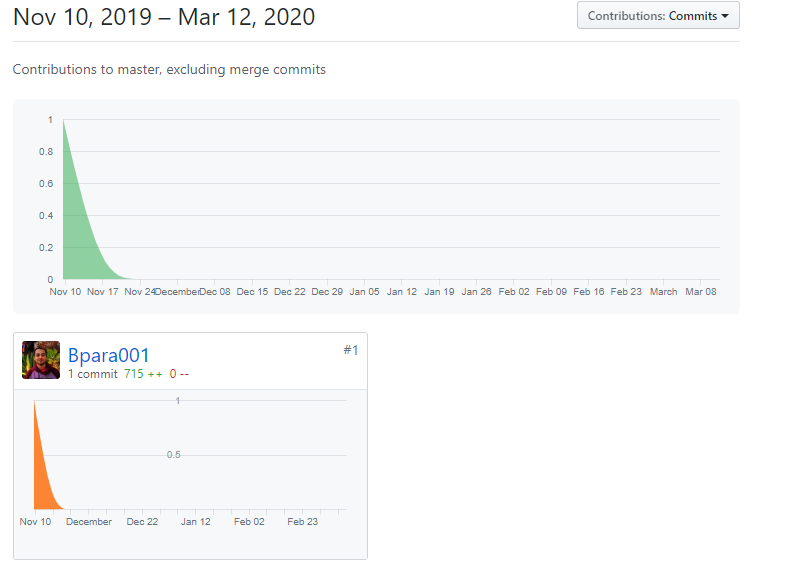 Nov 10, 2019 – Mar 12, 2020
Contributions: Commits
Contributions to master, excluding merge commits
1
0.8
0.6
0.4
0.2
0
Nov 10 Nov 17 Nov 24 December Dec 08 Dec 15 Dec 22 Dec 29 Jan 05 Jan 12 Jan 19 Jan 26 Feb 02 Feb 09 Feb 16 Feb 23 March Mar 08
Bpara001
#1
1 commit 715 ++ 0 --
1
0.5
Nov 10 December Dec 22 Jan 12 Feb 02 Feb 23